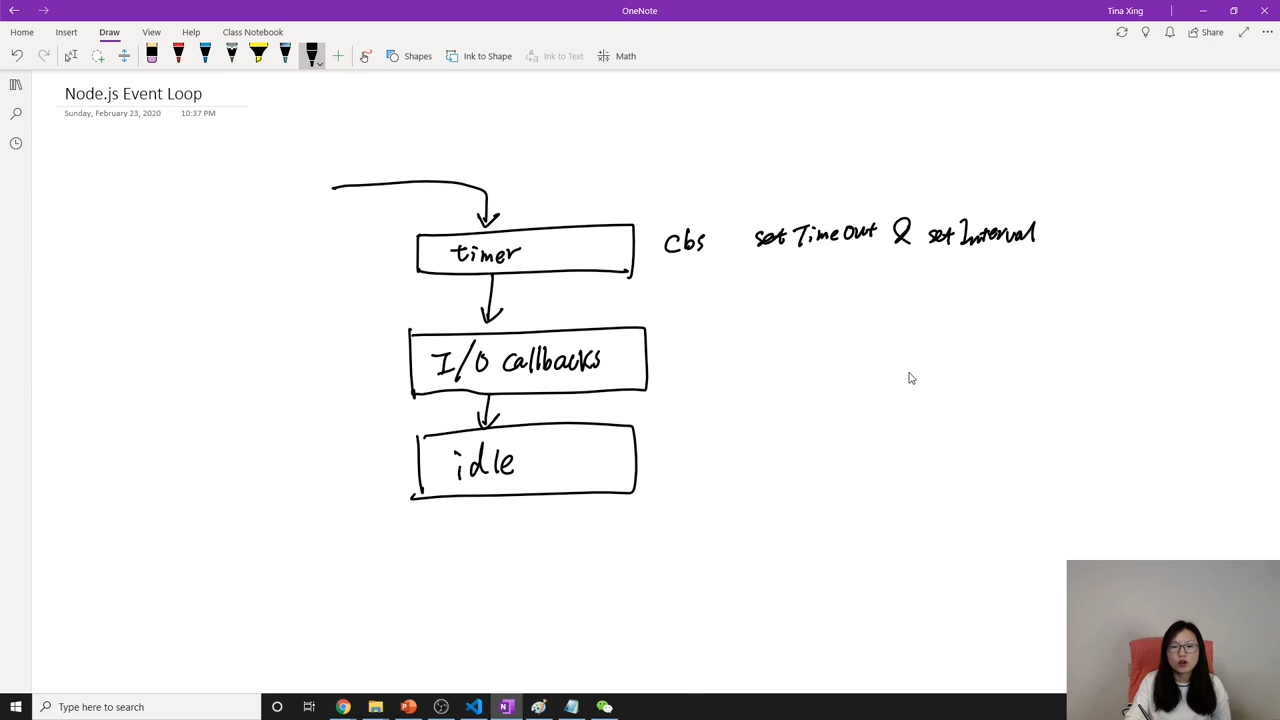 OneNote
Tina Xing
Home Insert Draw View Help Class Notebook
Share
Shapes Ink to Shape Ink to Text Math
Node.js Event Loop
Sunday, February 23, 2020 10:37 PM
timer cbs setTimeOut & setInterval
I/O callbacks
idle
Type here to search